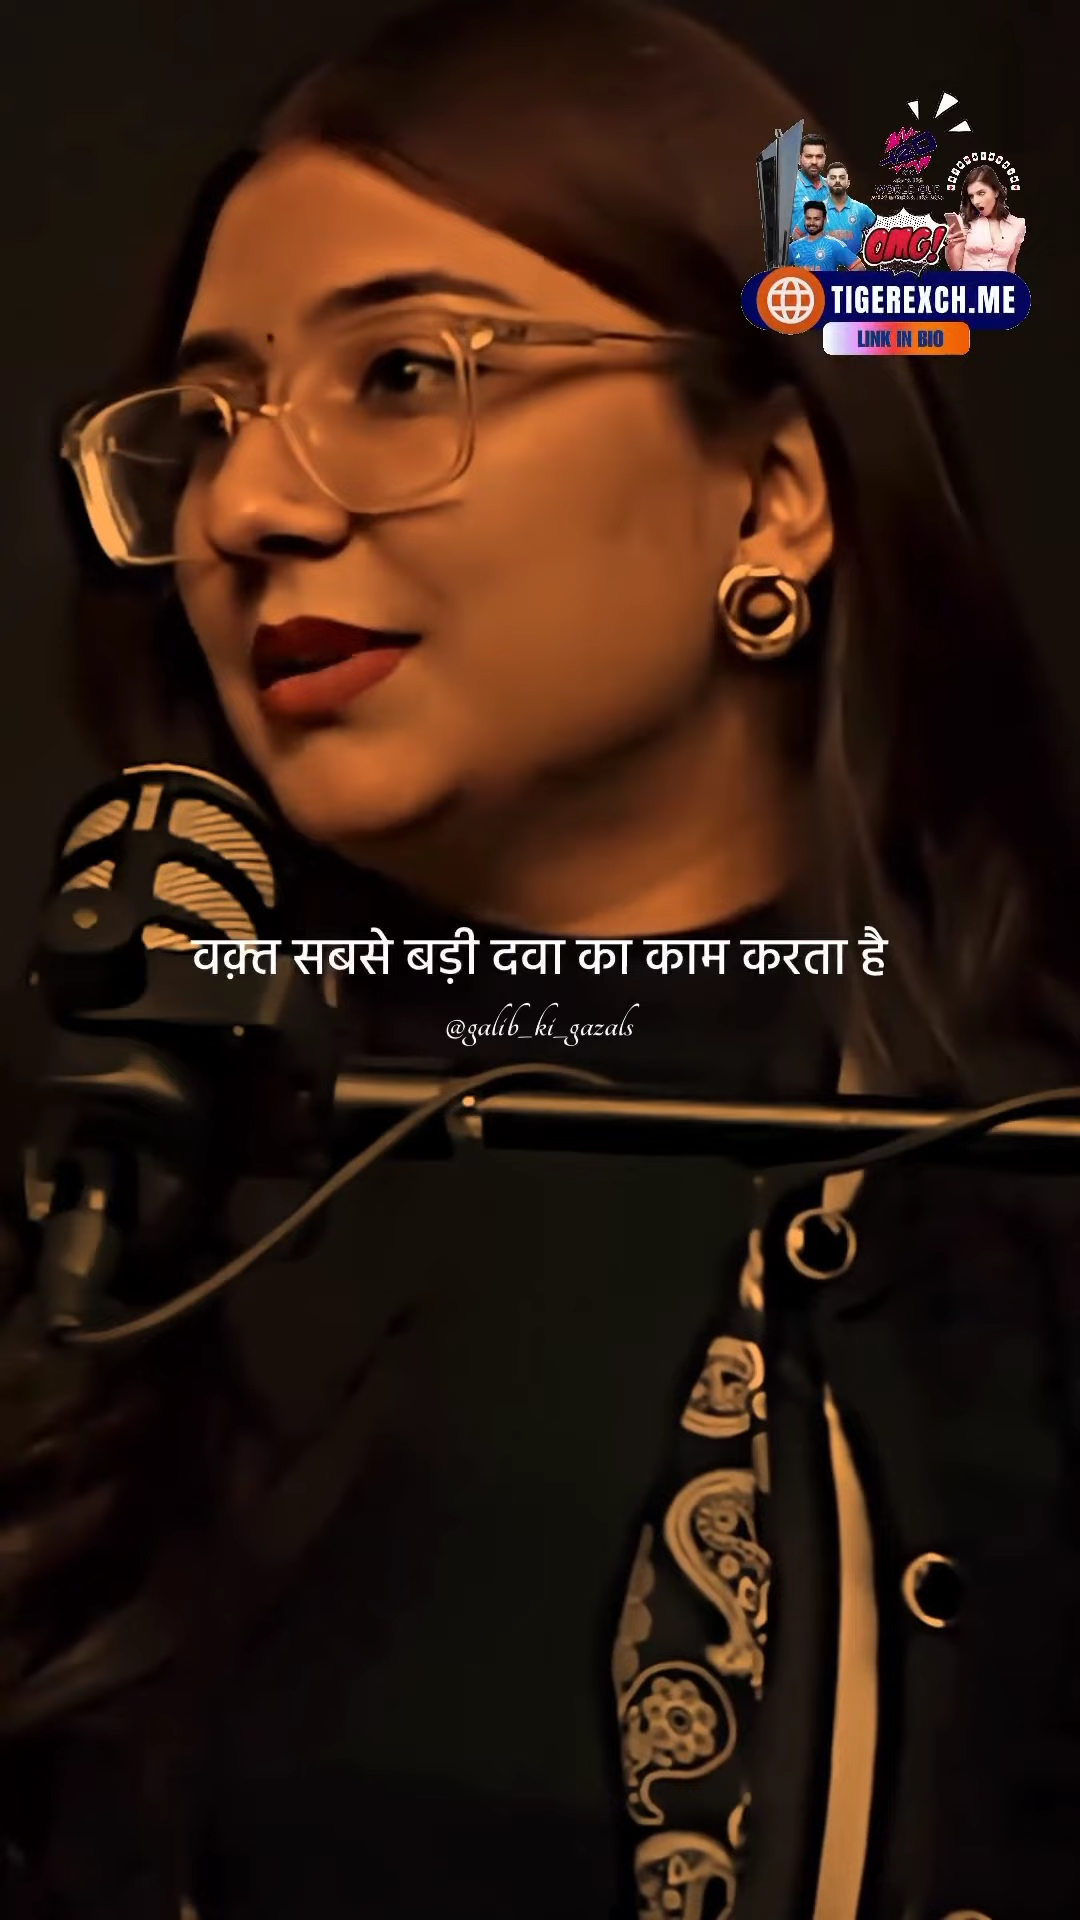 OMG!
TIGEREXCH.ME
LINK IN BIO
वक़्त सबसे बड़ी दवा का काम करता है
@galib_ki_gazals